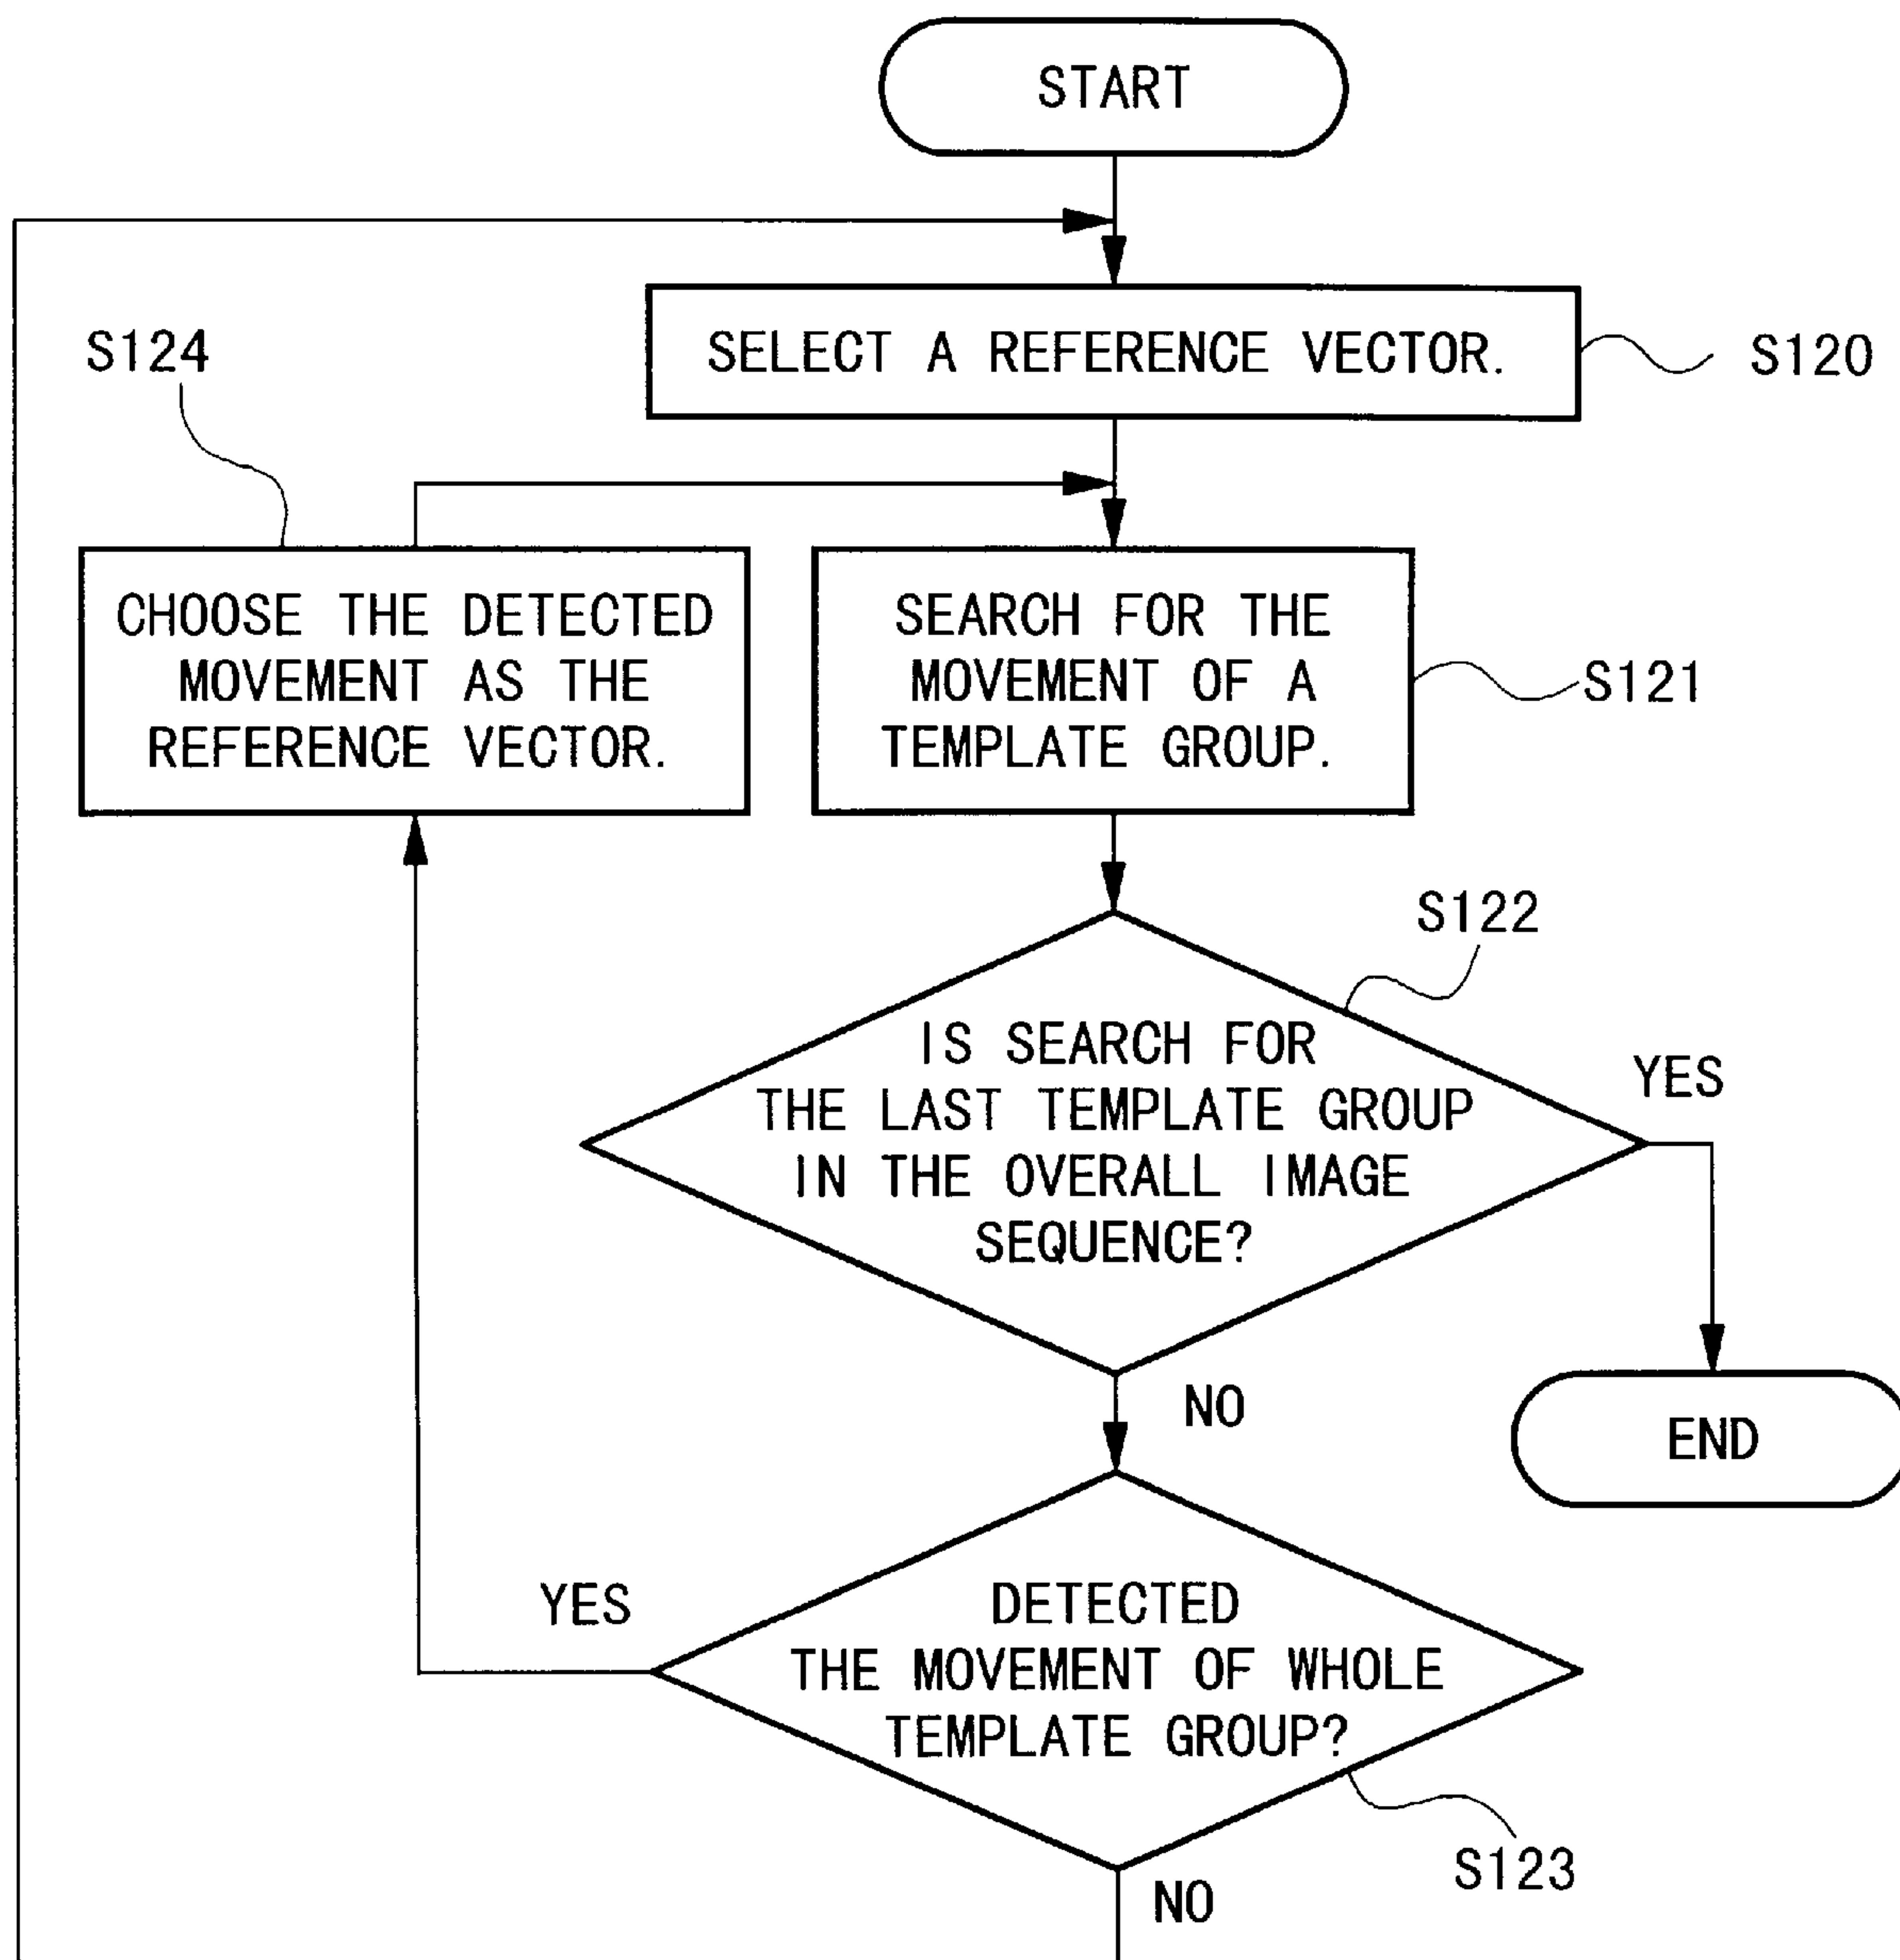 START
SELECT A REFERENCE VECTOR.
S120
S124
CHOOSE THE DETECTED
MOVEMENT AS THE
REFERENCE VECTOR.
SEARCH FOR THE
MOVEMENT OF A
TEMPLATE GROUP.
S121
S122
IS SEARCH FOR
THE LAST TEMPLATE GROUP
IN THE OVERALL IMAGE
SEQUENCE?
YES
NO
END
YES
DETECTED
THE MOVEMENT OF WHOLE
TEMPLATE GROUP?
S123
NO